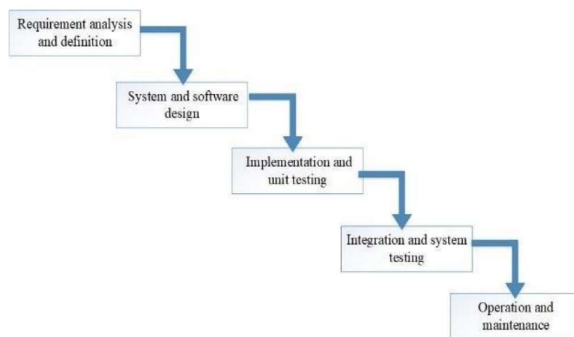 Requirement analysis
and definition
System and software
design
Implementation and
unit testing
Integration and system
testing
Operation and
maintenance